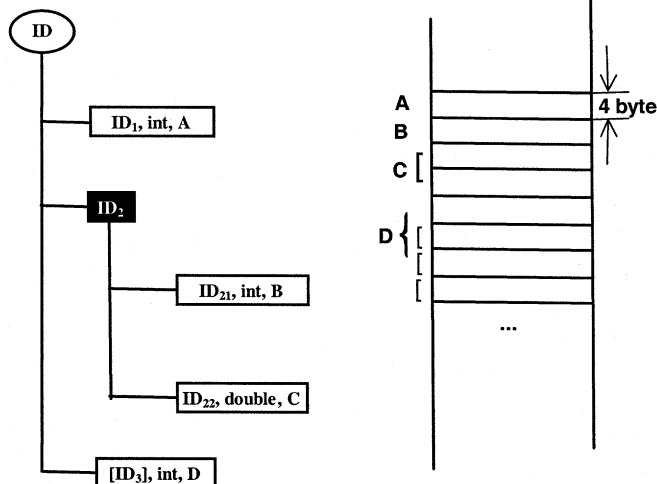 ID
ID₁, int, A
ID₂
ID₂₁, int, B
ID₂₂, double, C
[ID₃], int, D
A
4 byte
B
C [
D { [
[
[
...